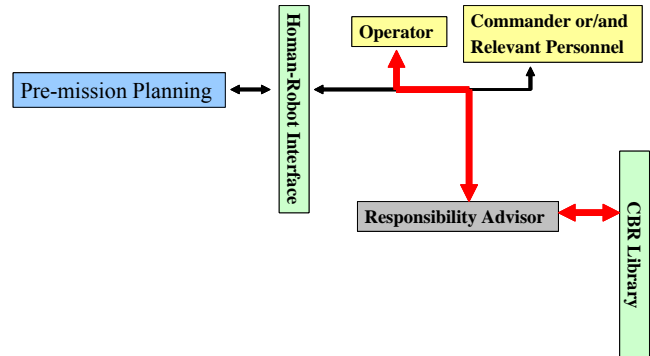 Operator
Commander or/and
Relevant Personnel
Pre-mission Planning
Homan-Robot Interface
Responsibility Advisor
CBR Library